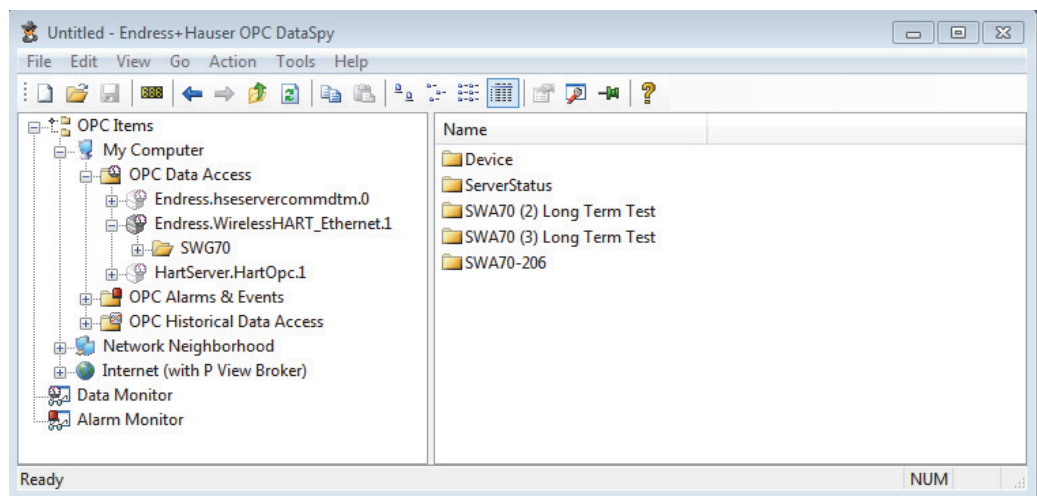 Untitled - Endress+Hauser OPC DataSpy
File Edit View Go Action Tools Help
686
OPC Items
My Computer
OPC Data Access
Endress.hseservercommdtm.0
Endress.WirelessHART_Ethernet.1
SWG70
HartServer.HartOpc.1
OPC Alarms & Events
OPC Historical Data Access
Network Neighborhood
Internet (with P View Broker)
Data Monitor
Alarm Monitor
Name
Device
ServerStatus
SWA70 (2) Long Term Test
SWA70 (3) Long Term Test
SWA70-206
Ready NUM